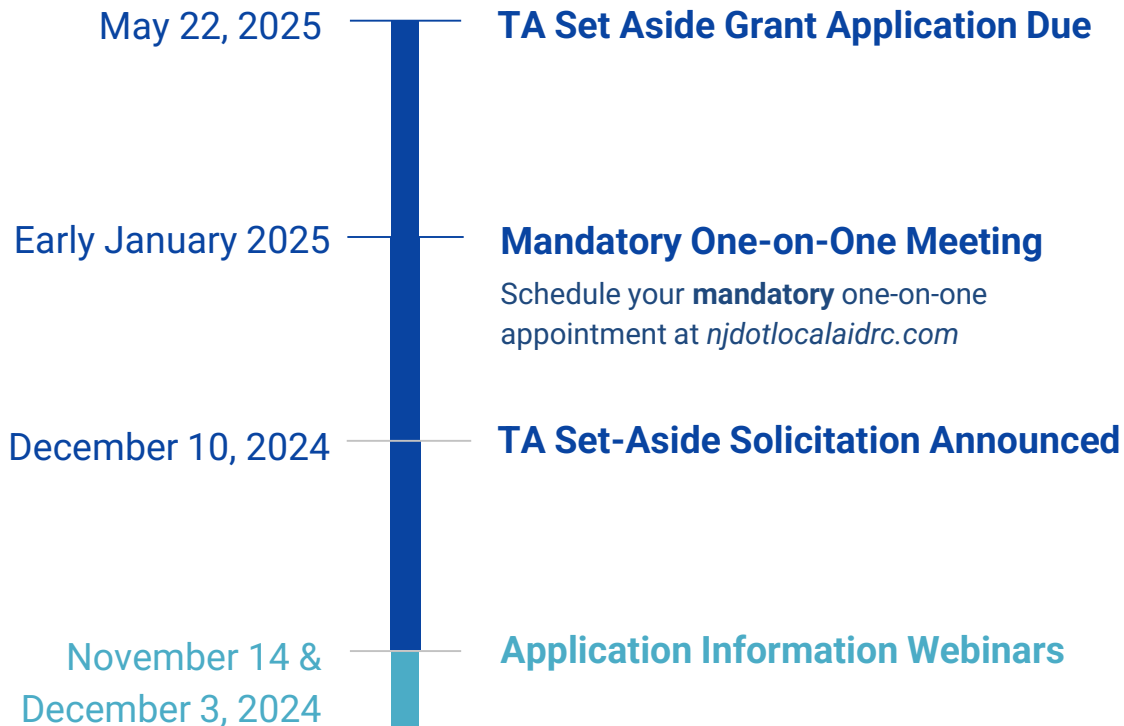 May 22, 2025
TA Set Aside Grant Application Due
Early January 2025
Mandatory One-on-One Meeting
Schedule your mandatory one-on-one
appointment at njdotlocalaidrc.com
December 10, 2024
TA Set-Aside Solicitation Announced
November 14 &
December 3, 2024
Application Information Webinars